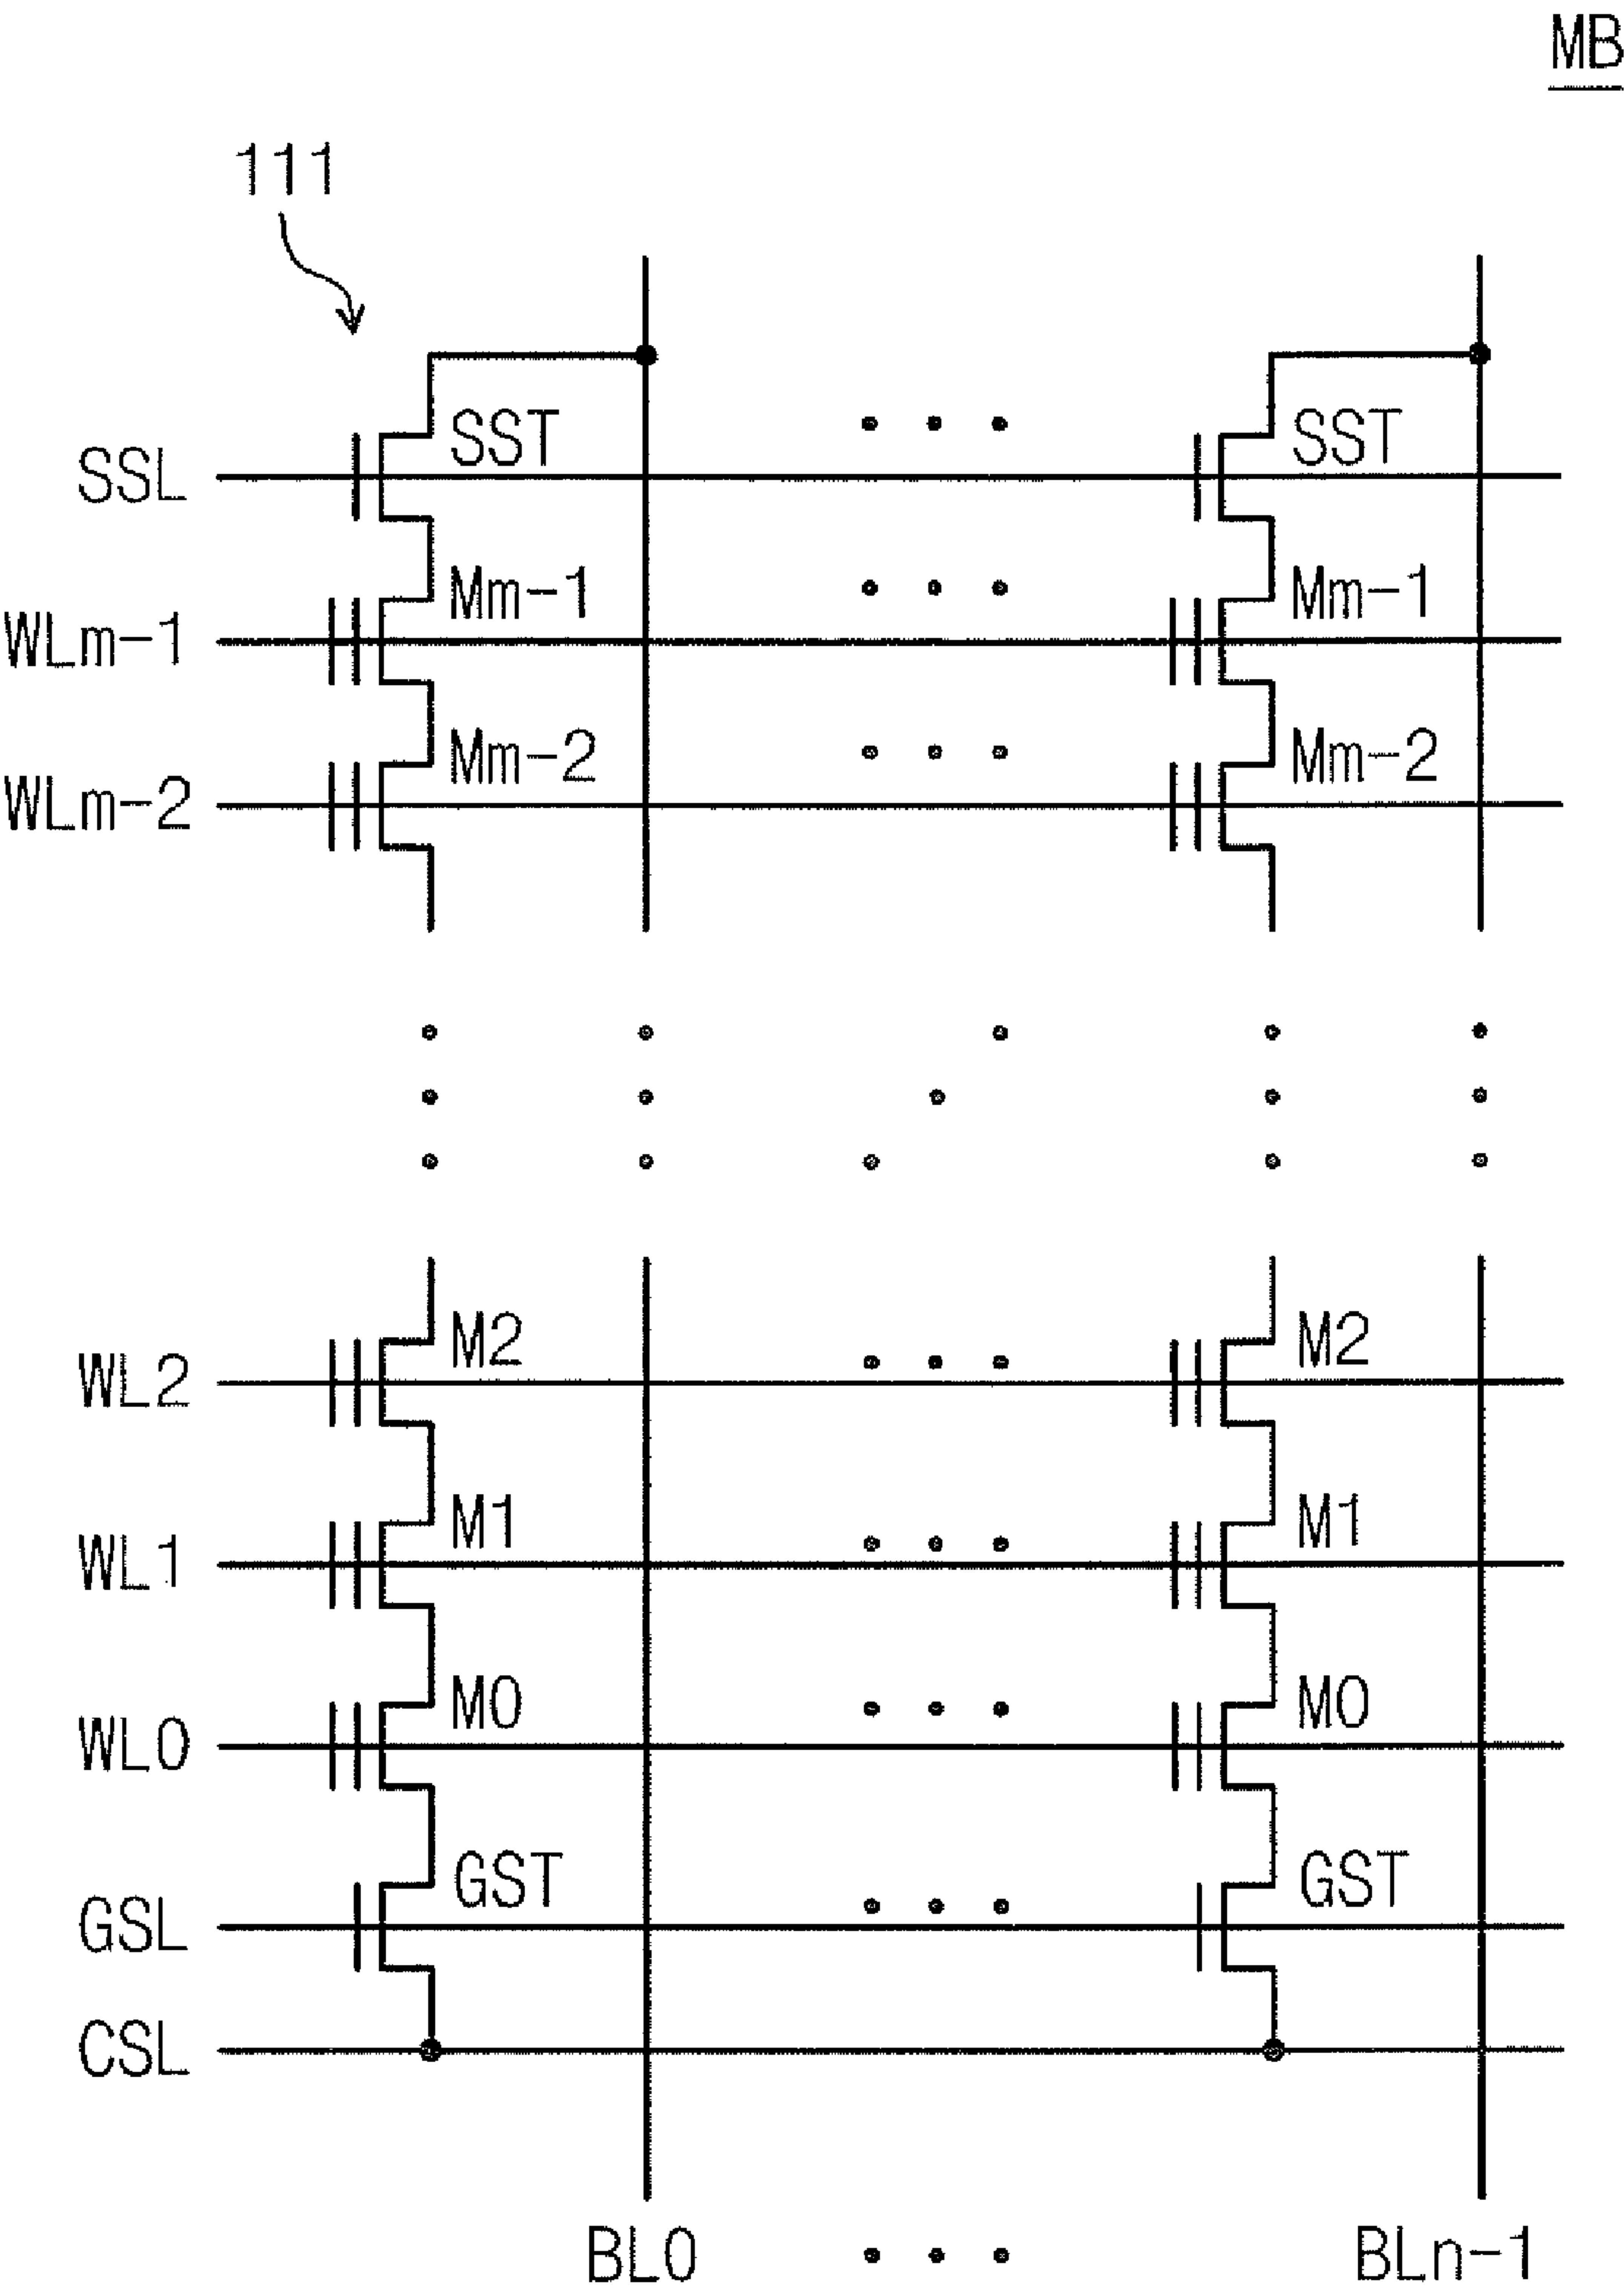 MB
111
SSL SST SST
WLm-1 Mm-1 Mm-1
WLm-2 Mm-2 Mm-2
WL2 M2 M2
WL1 M1 M1
WL0 M0 M0
GSL GST GST
CSL
BL0 BLn-1